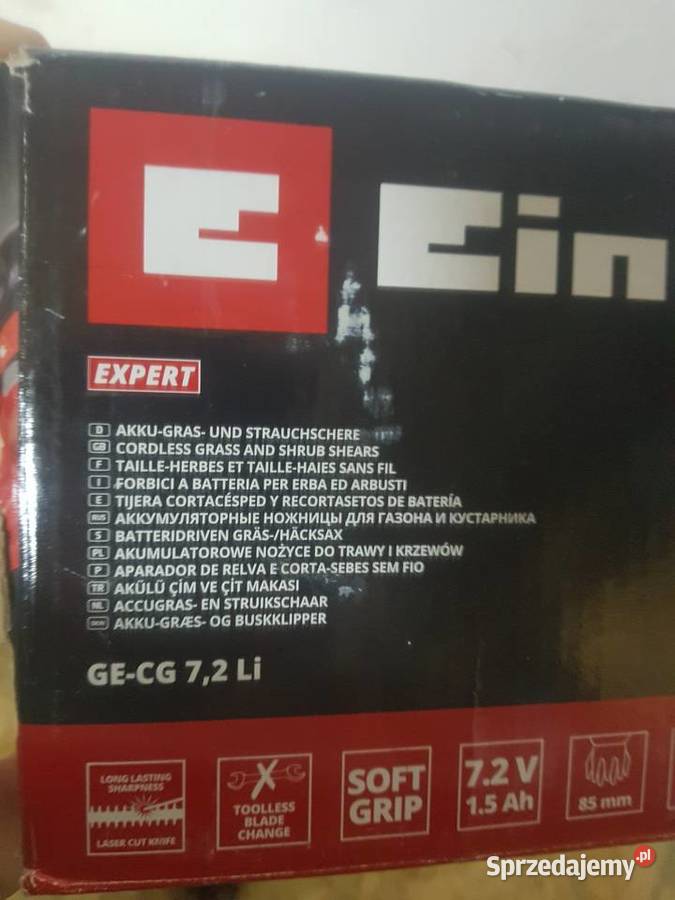 Ein
EXPERT
D AKKU-GRAS- UND STRAUCHSCHERE
GB CORDLESS GRASS AND SHRUB SHEARS
F TAILLE-HERBES ET TAILLE-HAIES SANS FIL
I FORBICI A BATTERIA PER ERBA ED ARBUSTI
E TIJERA CORTACÉSPED Y RECORTASETOS DE BATERÍA
RUS АККУМУЛЯТОРНЫЕ НОЖНИЦЫ ДЛЯ ГАЗОНА И КУСТАРНИКА
S BATTERIDRIVEN GRÄS-/HÄCKSAX
PL AKUMULATOROWE NOŻYCE DO TRAWY I KRZEWÓW
P APARADOR DE RELVA E CORTA-SEBES SEM FIO
TR AKÜLÜ ÇİM VE ÇİT MAKASI
NL ACCUGRAS- EN STRUIKSCHAAR
AKKU-GRÆS- OG BUSKKLIPPER
GE-CG 7,2 Li
LONG LASTING
SHARPNESS
LASER CUT KNIFE
TOOLLESS
BLADE
CHANGE
SOFT
GRIP
7.2 V
1.5 Ah
85 mm
Sprzedajemy.pl